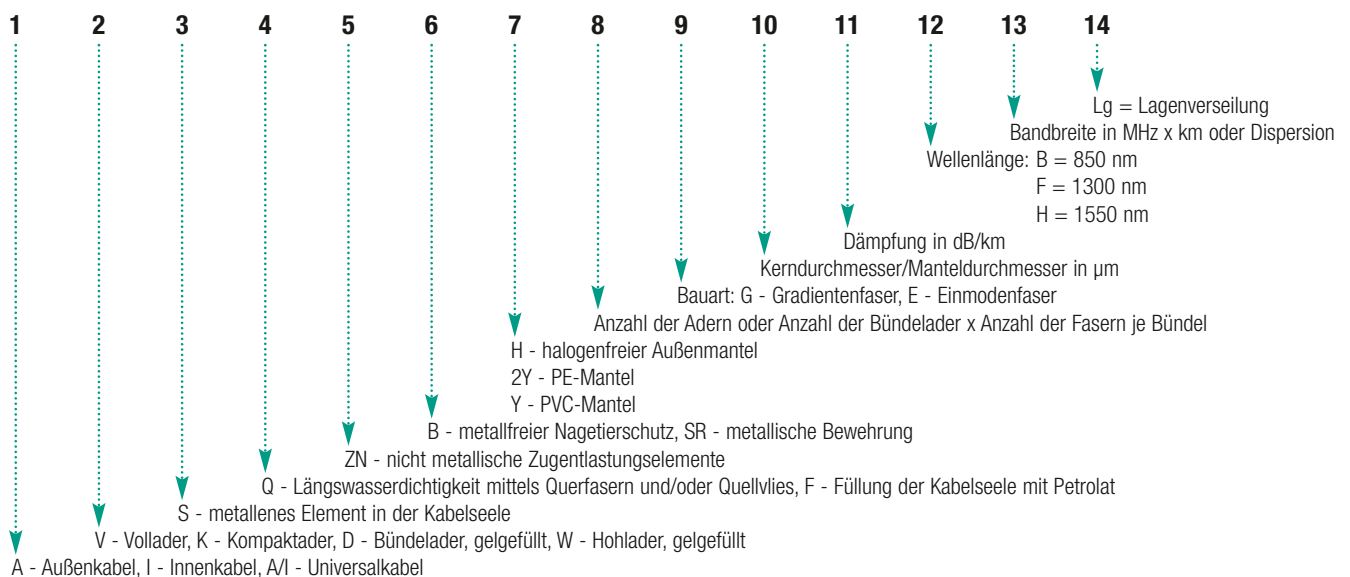 1 2 3 4 5 6 7 8 9 10 11 12 13 14
Lg = Lagenverseilung
Bandbreite in MHz x km oder Dispersion
Wellenlänge: B = 850 nm
F = 1300 nm
H = 1550 nm
Dämpfung in dB/km
Kerndurchmesser/Manteldurchmesser in µm
Bauart: G - Gradientenfaser, E - Einmodenfaser
Anzahl der Adern oder Anzahl der Bündelader x Anzahl der Fasern je Bündel
H - halogenfreier Außenmantel
2Y - PE-Mantel
Y - PVC-Mantel
B - metallfreier Nagetierschutz, SR - metallische Bewehrung
ZN - nicht metallische Zugentlastungselemente
Q - Längswasserdichtigkeit mittels Querfasern und/oder Quellvlies, F - Füllung der Kabelseele mit Petrolat
S - metallenes Element in der Kabelseele
V - Vollader, K - Kompaktader, D - Bündelader, gelgefüllt, W - Hohlader, gelgefüllt
A - Außenkabel, I - Innenkabel, A/I - Universalkabel